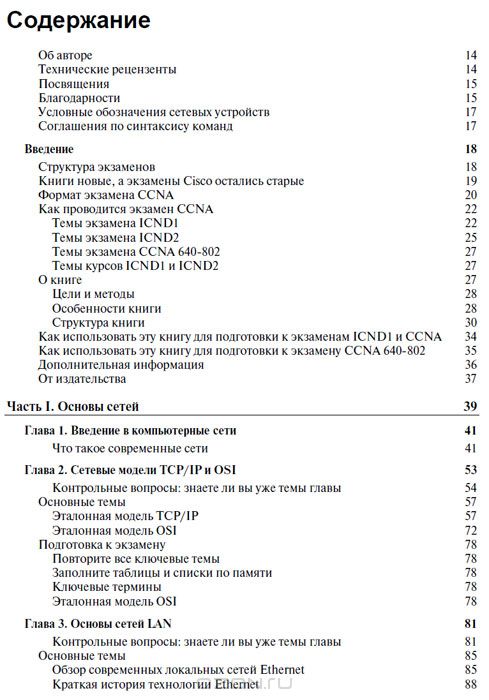 Содержание
Об авторе 14
Технические рецензенты 14
Посвящения 15
Благодарности 15
Условные обозначения сетевых устройств 17
Соглашения по синтаксису команд 17
Введение 18
Структура экзаменов 18
Книги новые, а экзамены Cisco остались старые 19
Формат экзамена CCNA 20
Как проводится экзамен CCNA 22
Темы экзамена ICND1 22
Темы экзамена ICND2 25
Темы экзамена CCNA 640-802 27
Темы курсов ICND1 и ICND2 27
О книге 27
Цели и методы 28
Особенности книги 28
Структура книги 30
Как использовать эту книгу для подготовки к экзаменам ICND1 и CCNA 34
Как использовать эту книгу для подготовки к экзамену CCNA 640-802 35
Дополнительная информация 36
От издательства 37
Часть I. Основы сетей 39
Глава 1. Введение в компьютерные сети 41
Что такое современные сети 41
Глава 2. Сетевые модели TCP/IP и OSI 53
Контрольные вопросы: знаете ли вы уже темы главы 54
Основные темы 57
Эталонная модель TCP/IP 57
Эталонная модель OSI 72
Подготовка к экзамену 78
Повторите все ключевые темы 78
Заполните таблицы и списки по памяти 78
Ключевые термины 78
Эталонная модель OSI 78
Глава 3. Основы сетей LAN 81
Контрольные вопросы: знаете ли вы уже темы главы 81
Основные темы 85
Обзор современных локальных сетей Ethernet 85
Краткая история технологии Ethernet 88